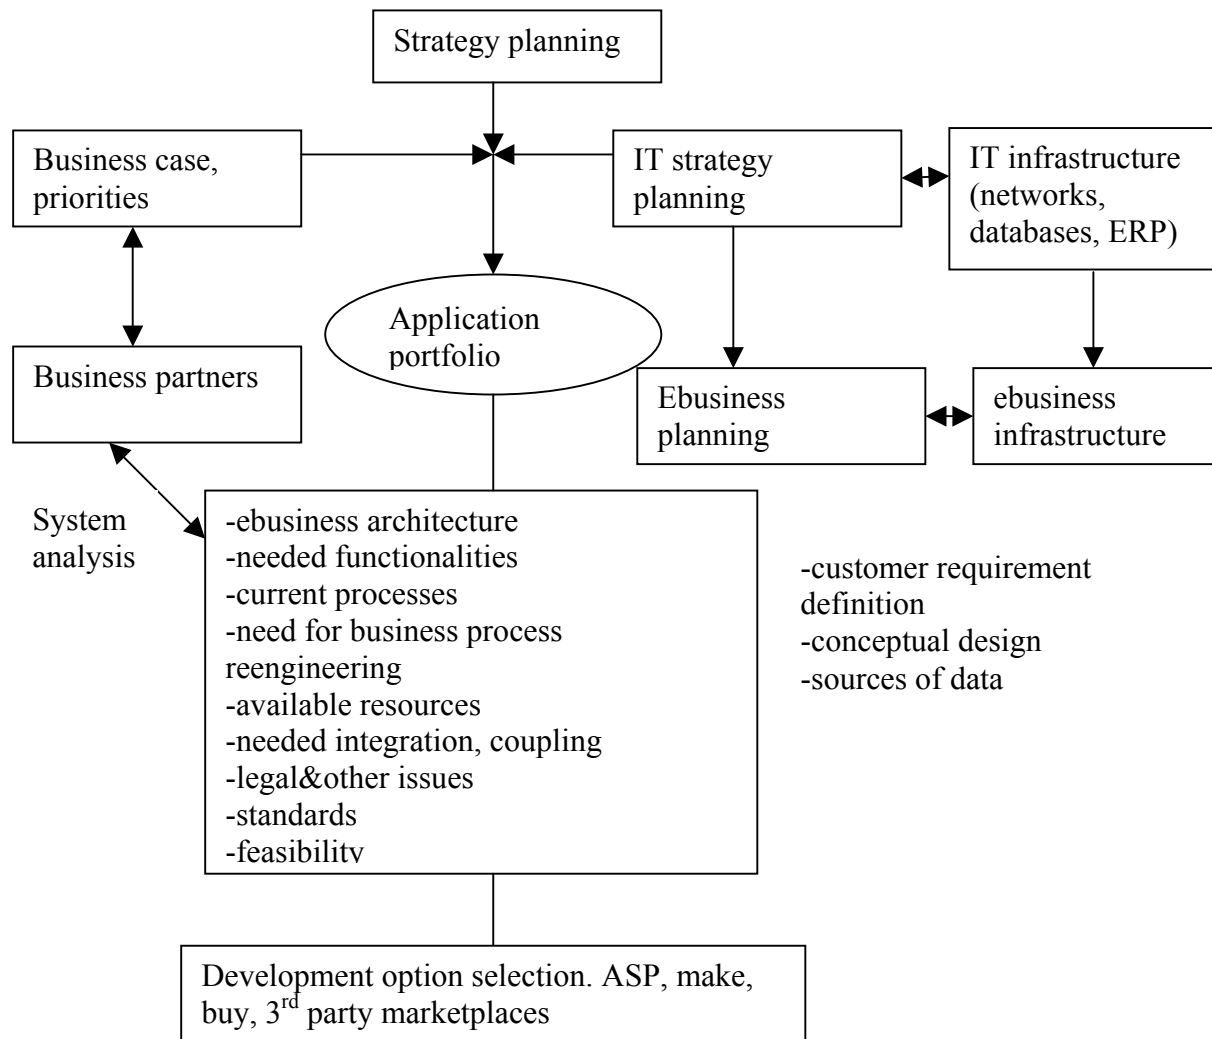 Strategy planning
Business case,
priorities
IT strategy
planning
IT infrastructure
(networks,
databases, ERP)
Application
portfolio
Business partners
Ebusiness
planning
ebusiness
infrastructure
System
analysis
-ebusiness architecture
-needed functionalities
-current processes
-need for business process
reengineering
-available resources
-needed integration, coupling
-legal&other issues
-standards
-feasibility
-customer requirement
definition
-conceptual design
-sources of data
Development option selection. ASP, make,
buy, 3rd party marketplaces